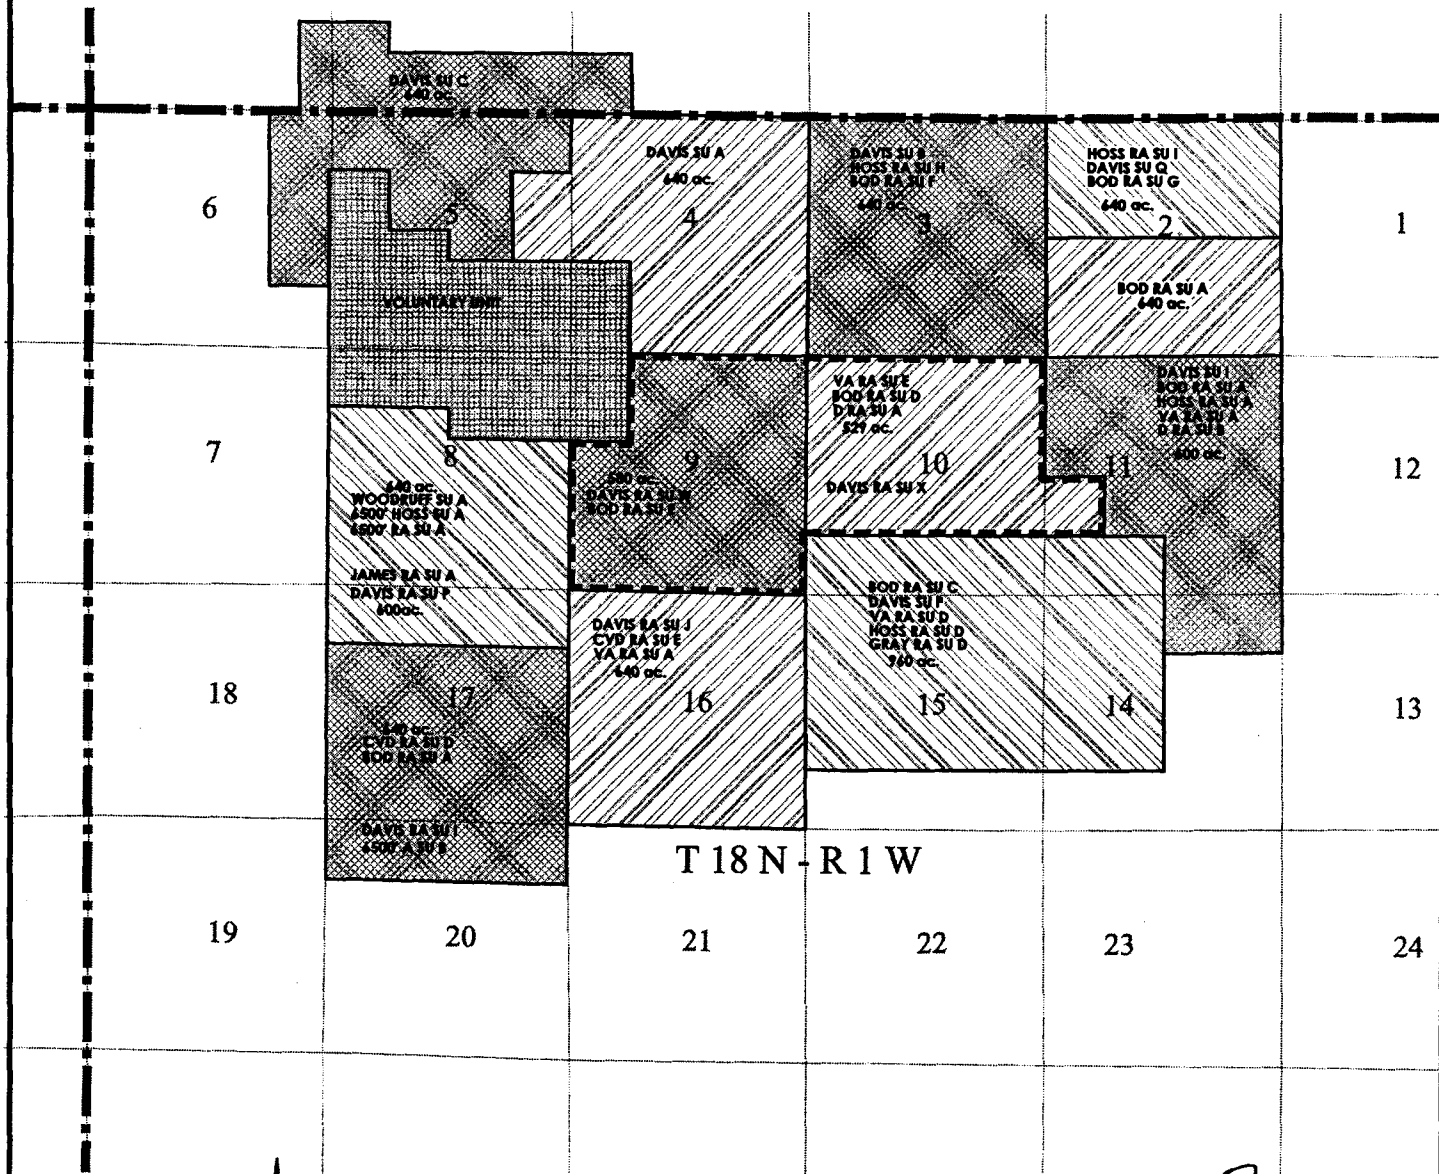 DAVIS SU C
640 ac.
6
5
DAVIS SU A
640 ac.
4
DAVIS SU B
HOSS RA SU H
BOD RA SU F
640 ac.
3
HOSS RA SU I
DAVIS SU Q
BOD RA SU G
640 ac.
2
1
BOD RA SU A
640 ac.
VOLUNTARY UNIT
7
8
640 ac.
WOODRUFF SU A
6500' HOSS SU A
6500' RA SU A
JAMES RA SU A
DAVIS RA SU P
600ac.
9
580 ac.
DAVIS RA SU W
BOD RA SU E
VA RA SU E
BOD RA SU D
D RA SU A
529 ac.
10
DAVIS RA SU X
DAVIS SU I
BOD RA SU A
HOSS RA SU A
VA RA SU A
D RA SU B
600 ac.
11
12
18
17
640 ac.
CVD RA SU D
BOD RA SU A
DAVIS RA SU I
6500' A SU B
DAVIS RA SU J
CVD RA SU E
VA RA SU A
640 ac.
16
BOD RA SU C
DAVIS SU F
VA RA SU D
HOSS RA SU D
GRAY RA SU D
960 ac.
15
14
13
T 18 N - R 1 W
19
20
21
22
23
24